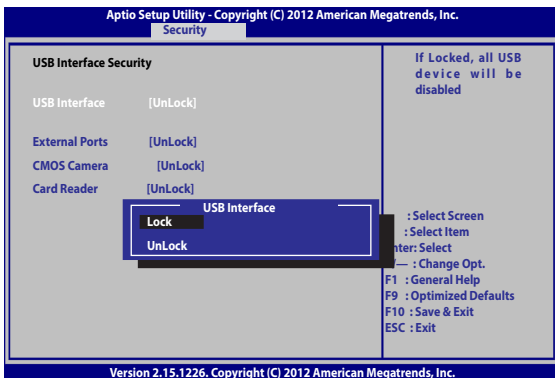 Aptio Setup Utility - Copyright (C) 2012 American Megatrends, Inc.
Security
USB Interface Security
USB Interface [UnLock]
External Ports [UnLock]
CMOS Camera [UnLock]
Card Reader [UnLock]
USB Interface
Lock
UnLock
If Locked, all USB
device will be
disabled
: Select Screen
: Select Item
nter: Select
— : Change Opt.
F1 : General Help
F9 : Optimized Defaults
F10 : Save & Exit
ESC : Exit
Version 2.15.1226. Copyright (C) 2012 American Megatrends, Inc.